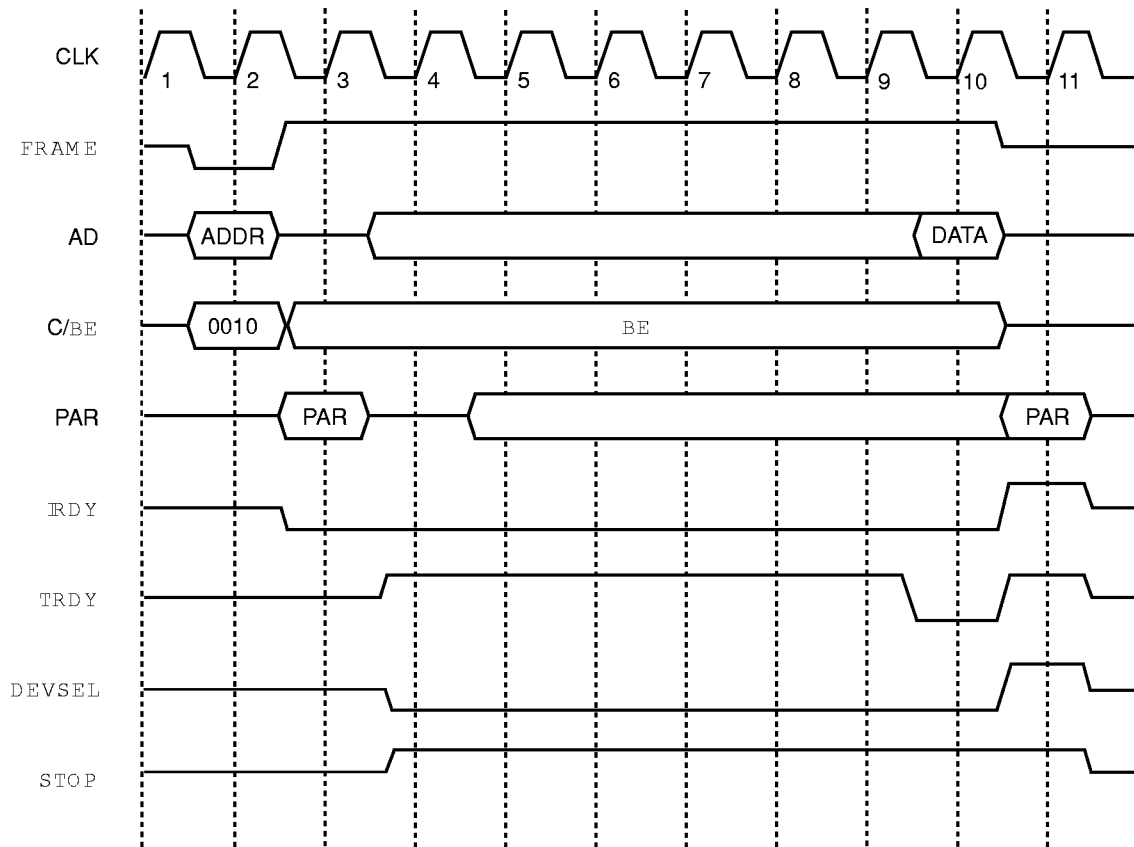 CLK
1 2 3 4 5 6 7 8 9 10 11
FRAME
AD
ADDR
DATA
C/BE
0010
BE
PAR
PAR
PAR
IRDY
TRDY
DEVSEL
STOP